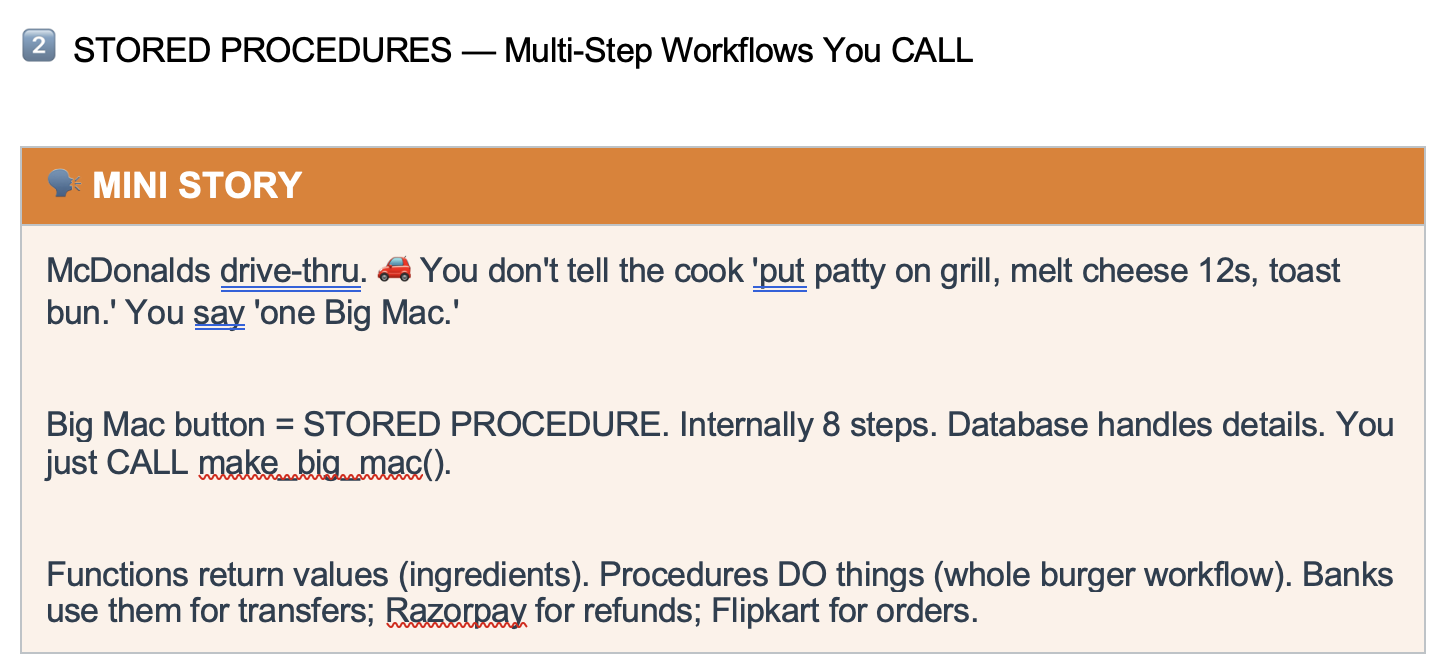 2️⃣ STORED PROCEDURES — Multi-Step Workflows You CALL
🗣️ MINI STORY
McDonalds drive-thru. 🚗 You don't tell the cook 'put patty on grill, melt cheese 12s, toast
bun.' You say 'one Big Mac.'
Big Mac button = STORED PROCEDURE. Internally 8 steps. Database handles details. You
just CALL make_big_mac().
Functions return values (ingredients). Procedures DO things (whole burger workflow). Banks
use them for transfers; Razorpay for refunds; Flipkart for orders.